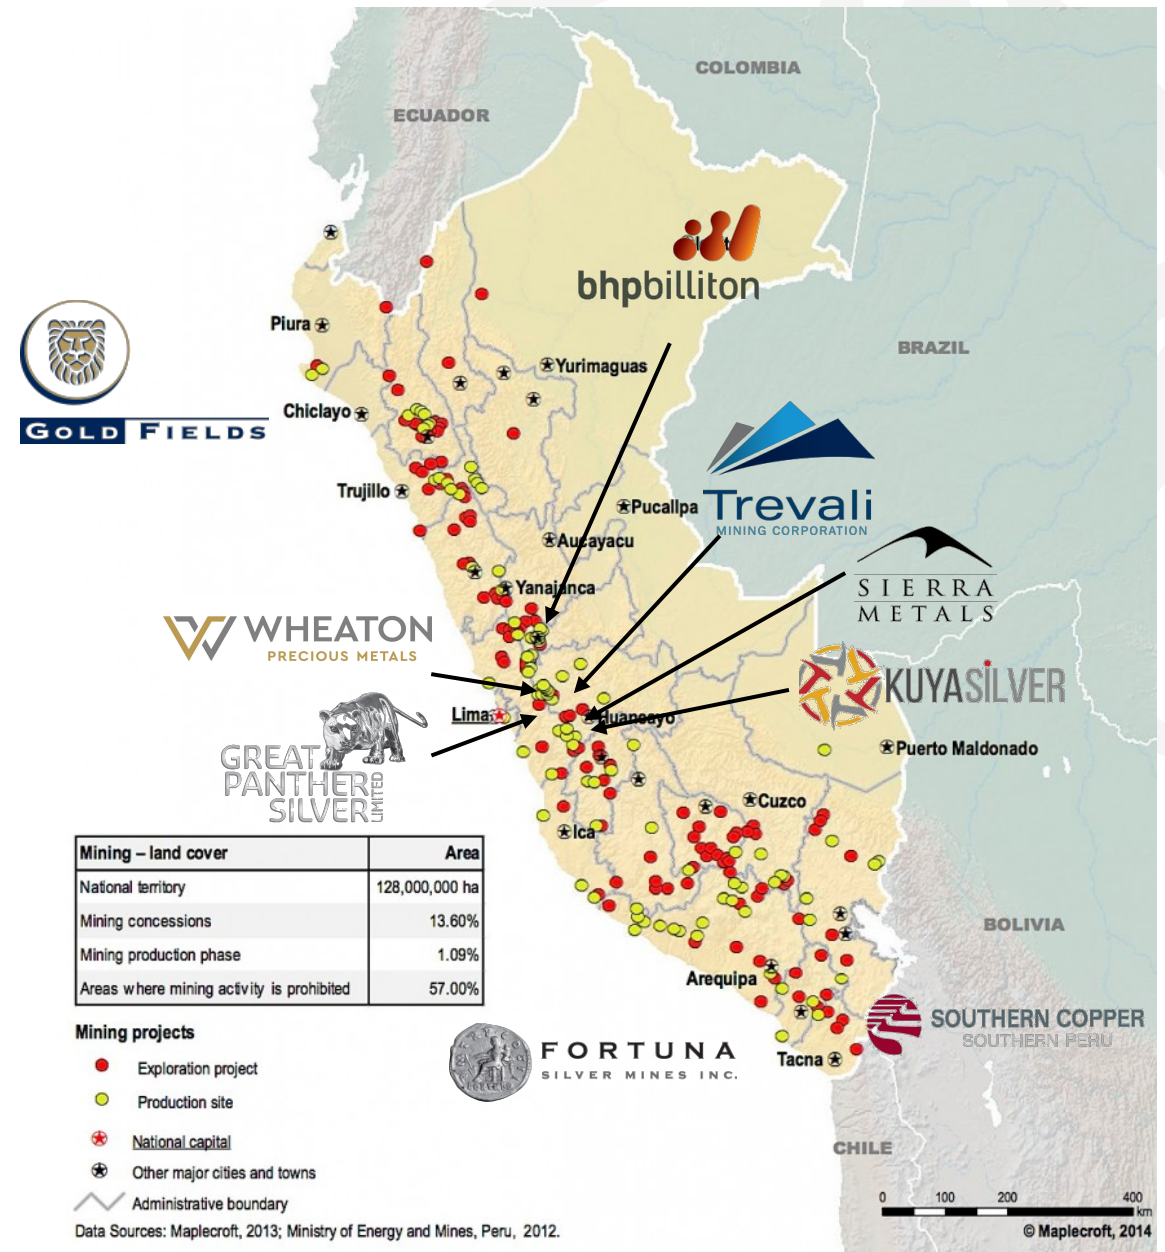 COLOMBIA
ECUADOR
bhpbilliton
Piura
BRAZIL
Yurimaguas
Chiclayo
GOLD FIELDS
Trujillo
Pucallpa
Trevali
MINING CORPORATION
Aucayacu
Yanajanca
SIERRA
METALS
WHEATON
PRECIOUS METALS
KUYASILVER
Lima
Huancayo
GREAT
PANTHER
SILVER
LIMITED
Puerto Maldonado
Cuzco
Ica
Mining – land cover Area
National territory 128,000,000 ha
Mining concessions 13.60%
Mining production phase 1.09%
Areas where mining activity is prohibited 57.00%
BOLIVIA
Arequipa
SOUTHERN COPPER
SOUTHERN PERU
Mining projects
Exploration project
Production site
National capital
Other major cities and towns
Administrative boundary
FORTUNA
SILVER MINES INC.
Tacna
CHILE
0 100 200 400
km
Data Sources: Maplecroft, 2013; Ministry of Energy and Mines, Peru, 2012.
© Maplecroft, 2014